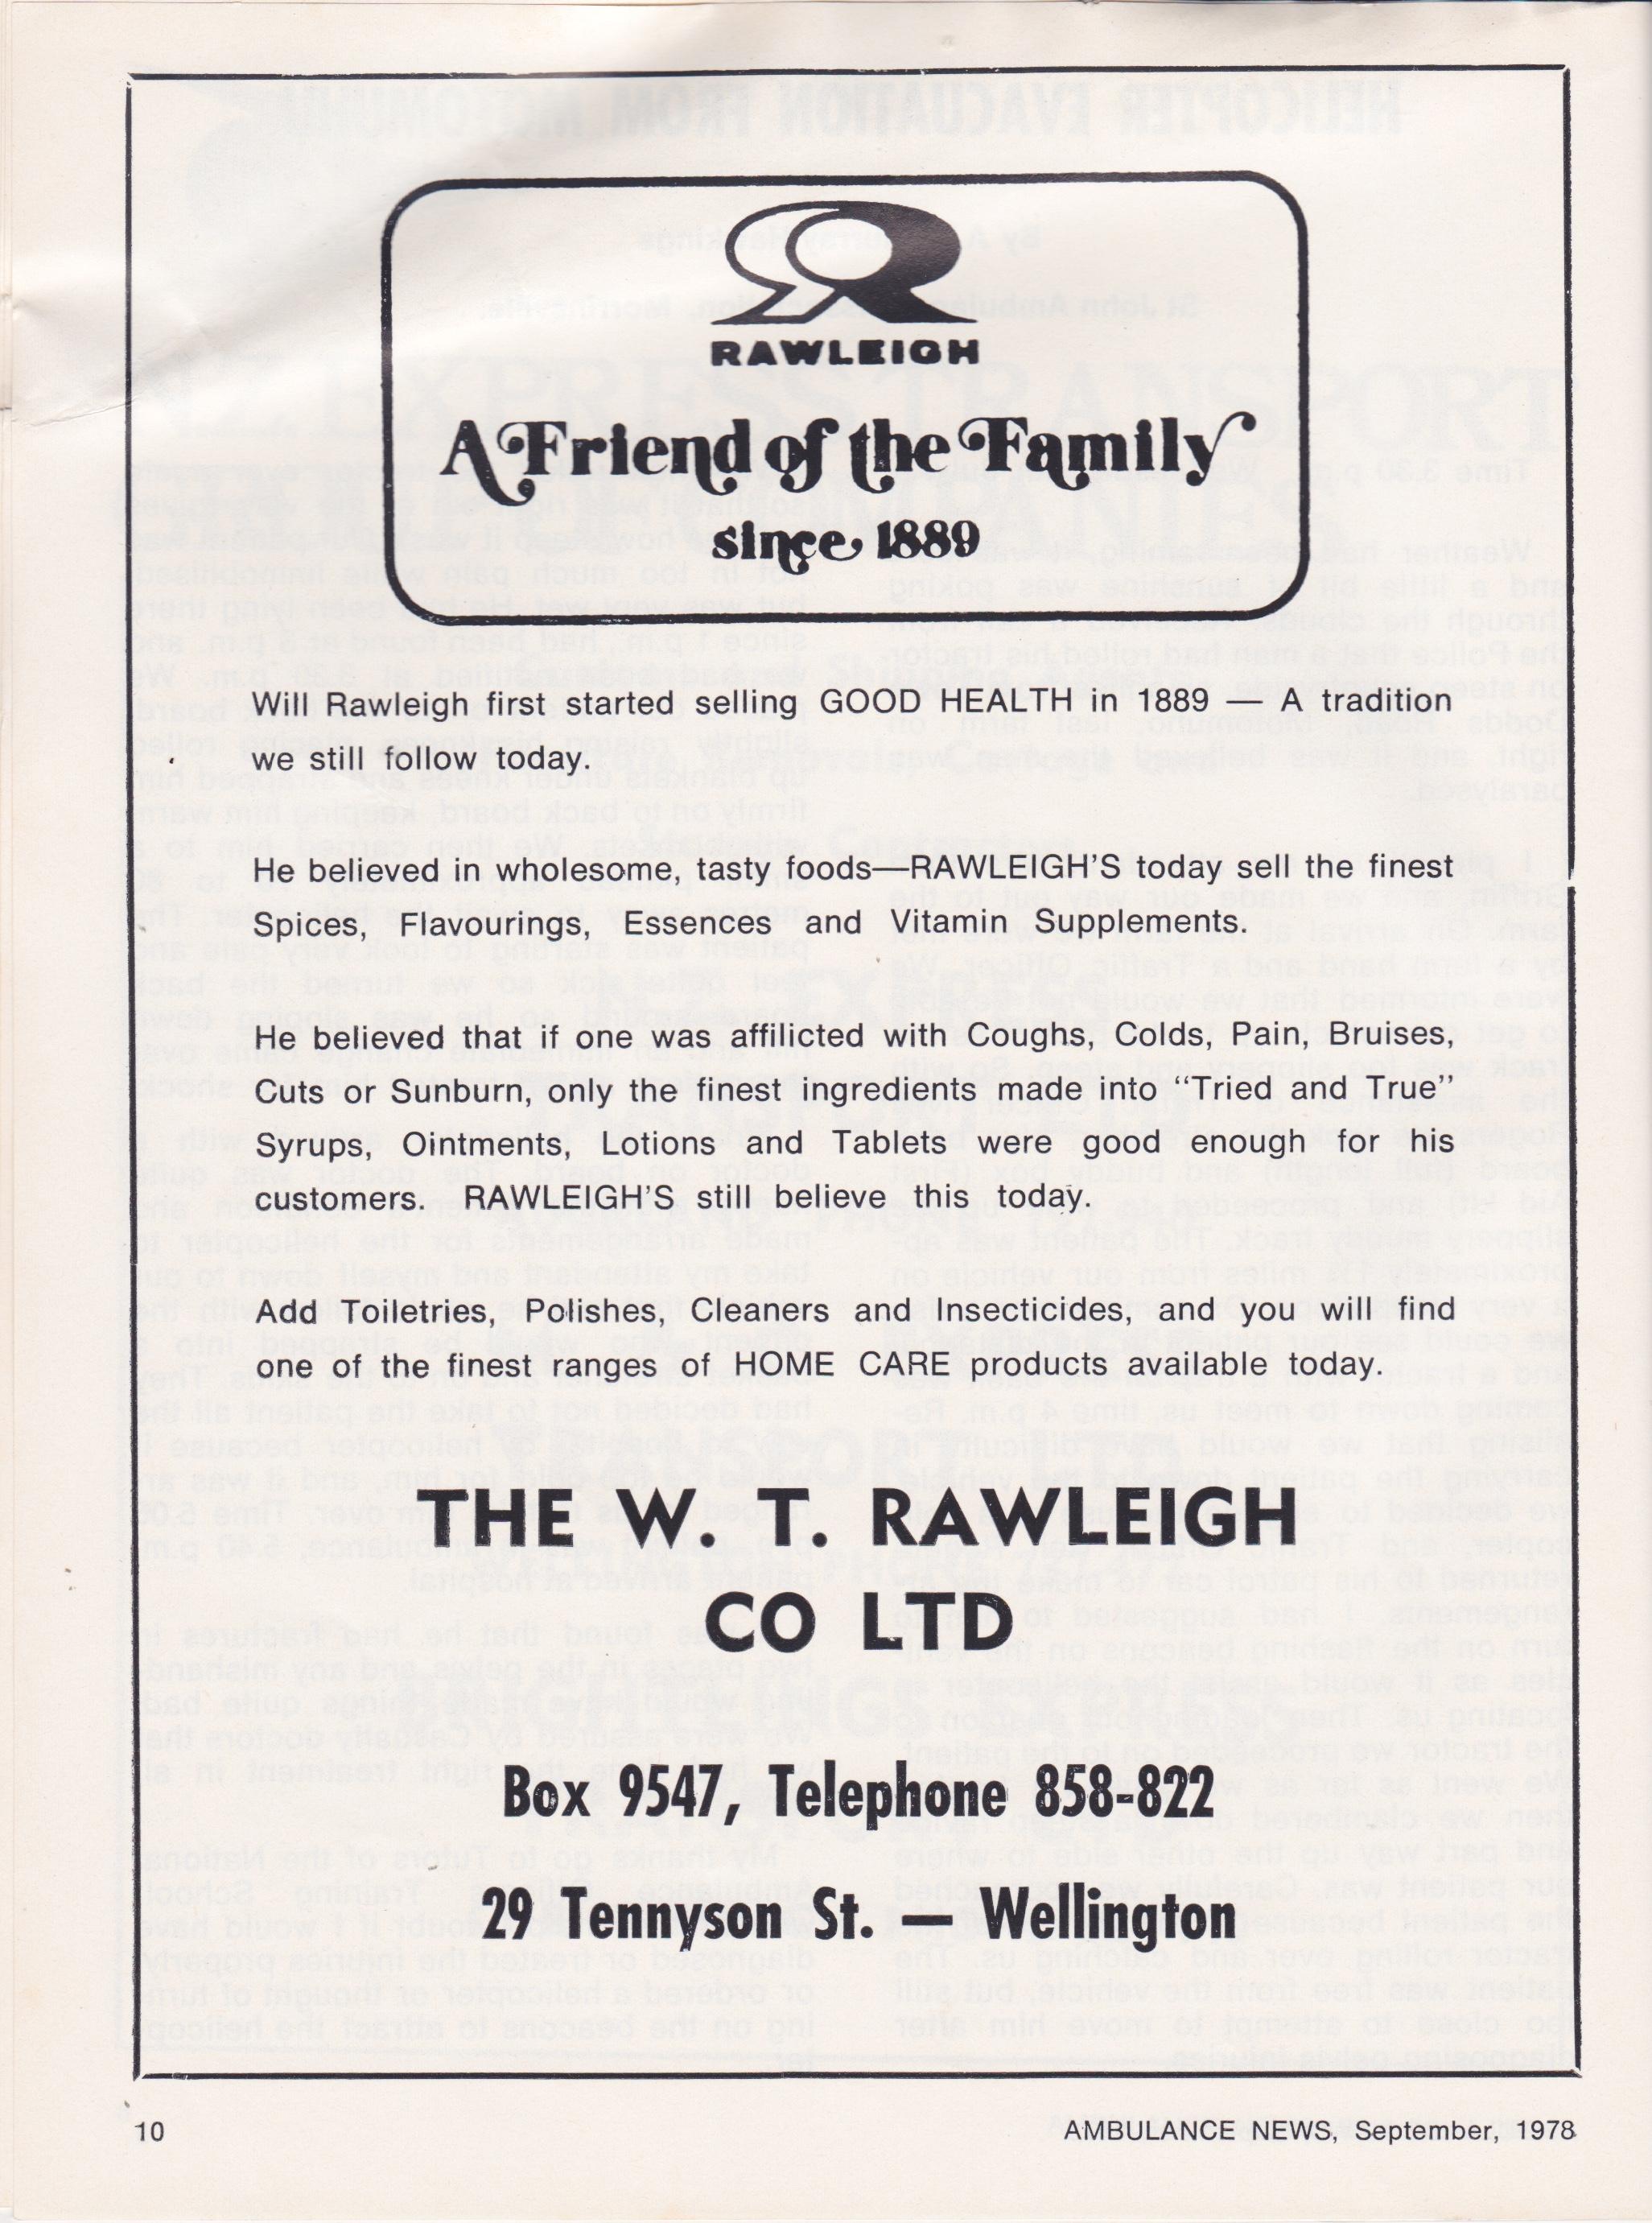 RAWLEIGH
A Friend of the Family
since 1889
Will Rawleigh first started selling GOOD HEALTH in 1889 — A tradition
we still follow today.
He believed in wholesome, tasty foods—RAWLEIGH'S today sell the finest
Spices, Flavourings, Essences and Vitamin Supplements.
He believed that if one was affilicted with Coughs, Colds, Pain, Bruises,
Cuts or Sunburn, only the finest ingredients made into "Tried and True"
Syrups, Ointments, Lotions and Tablets were good enough for his
customers. RAWLEIGH'S still believe this today.
Add Toiletries, Polishes, Cleaners and Insecticides, and you will find
one of the finest ranges of HOME CARE products available today.
THE W. T. RAWLEIGH
CO LTD
Box 9547, Telephone 858-822
29 Tennyson St. — Wellington
10
AMBULANCE NEWS, September, 1978